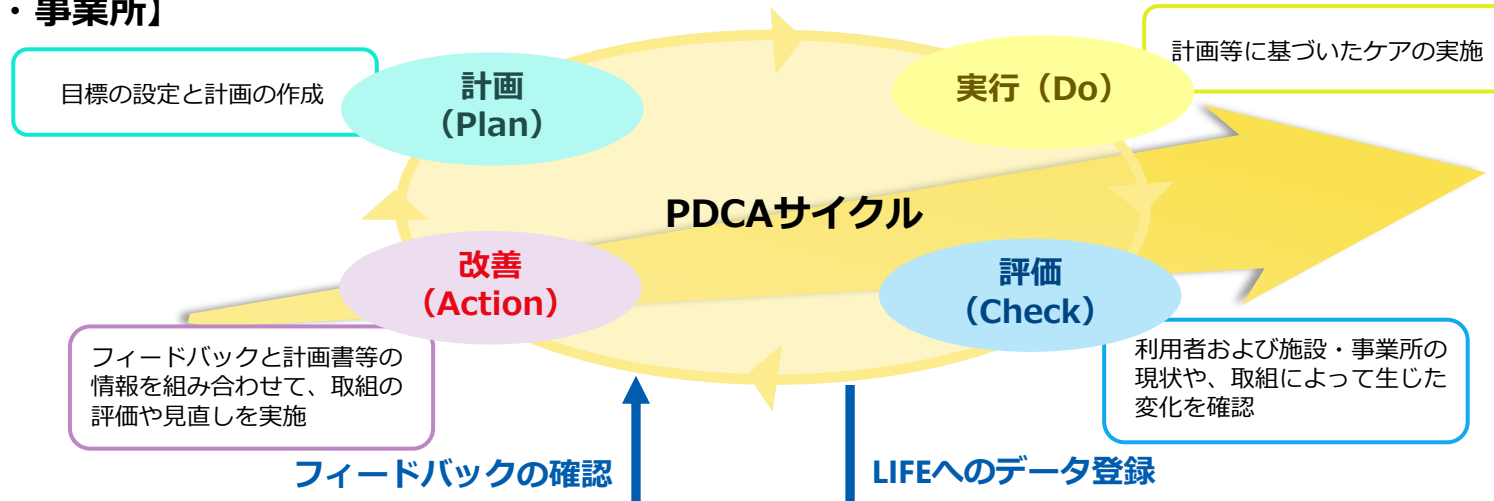 ・事業所】
目標の設定と計画の作成
計画
（Plan）
実行（Do）
計画等に基づいたケアの実施
PDCAサイクル
改善
（Action）
評価
（Check）
フィードバックと計画書等の
情報を組み合わせて、取組の
評価や見直しを実施
利用者および施設・事業所の
現状や、取組によって生じた
変化を確認
フィードバックの確認
LIFEへのデータ登録